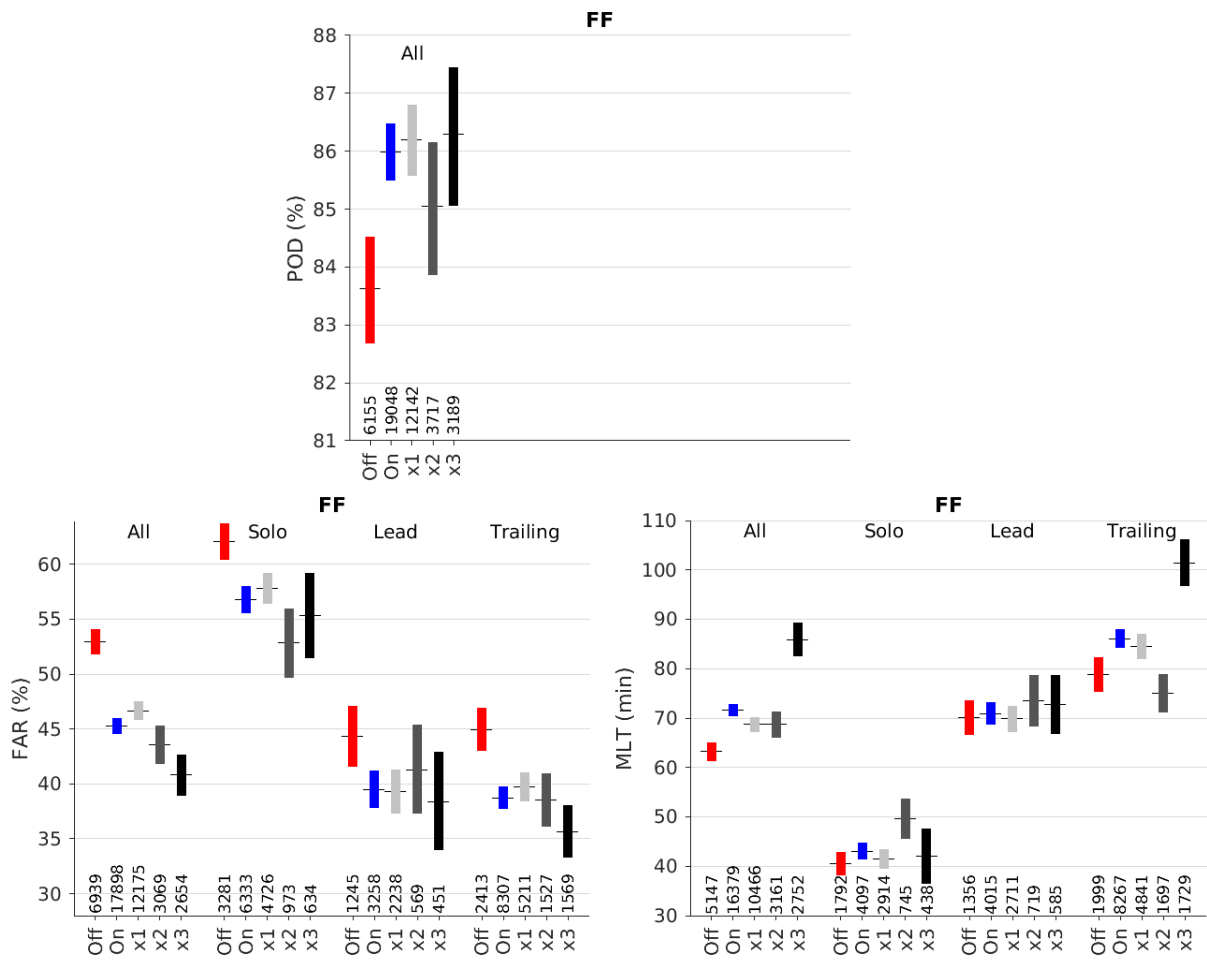 FF
All
POD (%)
88
87
86
85
84
83
82
81
6155
19048
12142
3717
3189
Off
On
x1
x2
x3
FF
All
Solo
Lead
Trailing
FAR (%)
60
55
50
45
40
35
30
6939
17898
12175
3069
2654
3281
6333
4726
973
634
1245
3258
2238
569
451
2413
8307
5211
1527
1569
Off
On
x1
x2
x3
Off
On
x1
x2
x3
Off
On
x1
x2
x3
Off
On
x1
x2
x3
FF
All
Solo
Lead
Trailing
MLT (min)
110
100
90
80
70
60
50
40
30
5147
16379
10466
3161
2752
1792
4097
2914
745
438
1356
4015
2711
719
585
1999
8267
4841
1697
1729
Off
On
x1
x2
x3
Off
On
x1
x2
x3
Off
On
x1
x2
x3
Off
On
x1
x2
x3